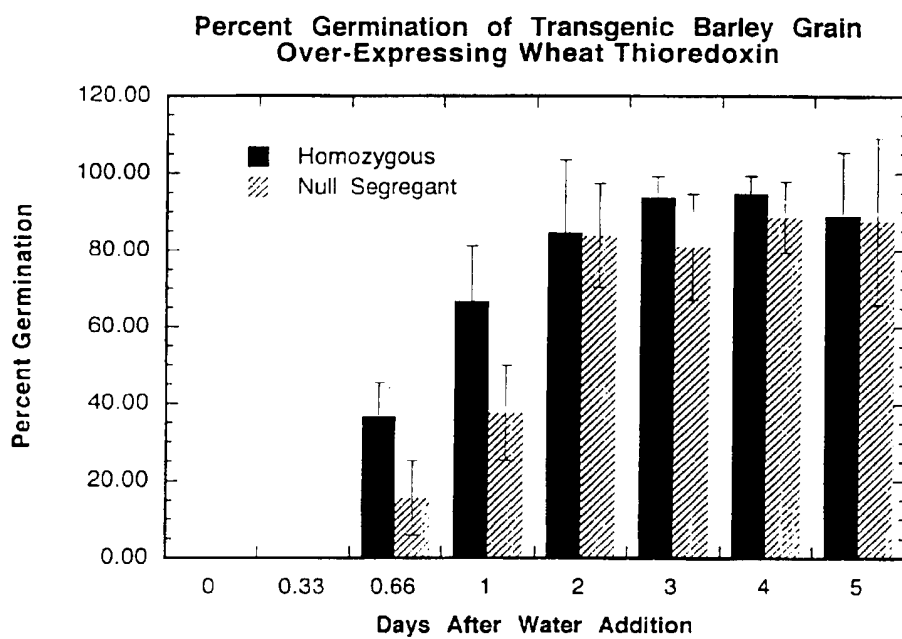 Percent Germination of Transgenic Barley Grain
Over-Expressing Wheat Thioredoxin
120.00
100.00
80.00
60.00
40.00
20.00
0.00
Percent Germination
Homozygous
Null Segregant
0 0.33 0.66 1 2 3 4 5
Days After Water Addition